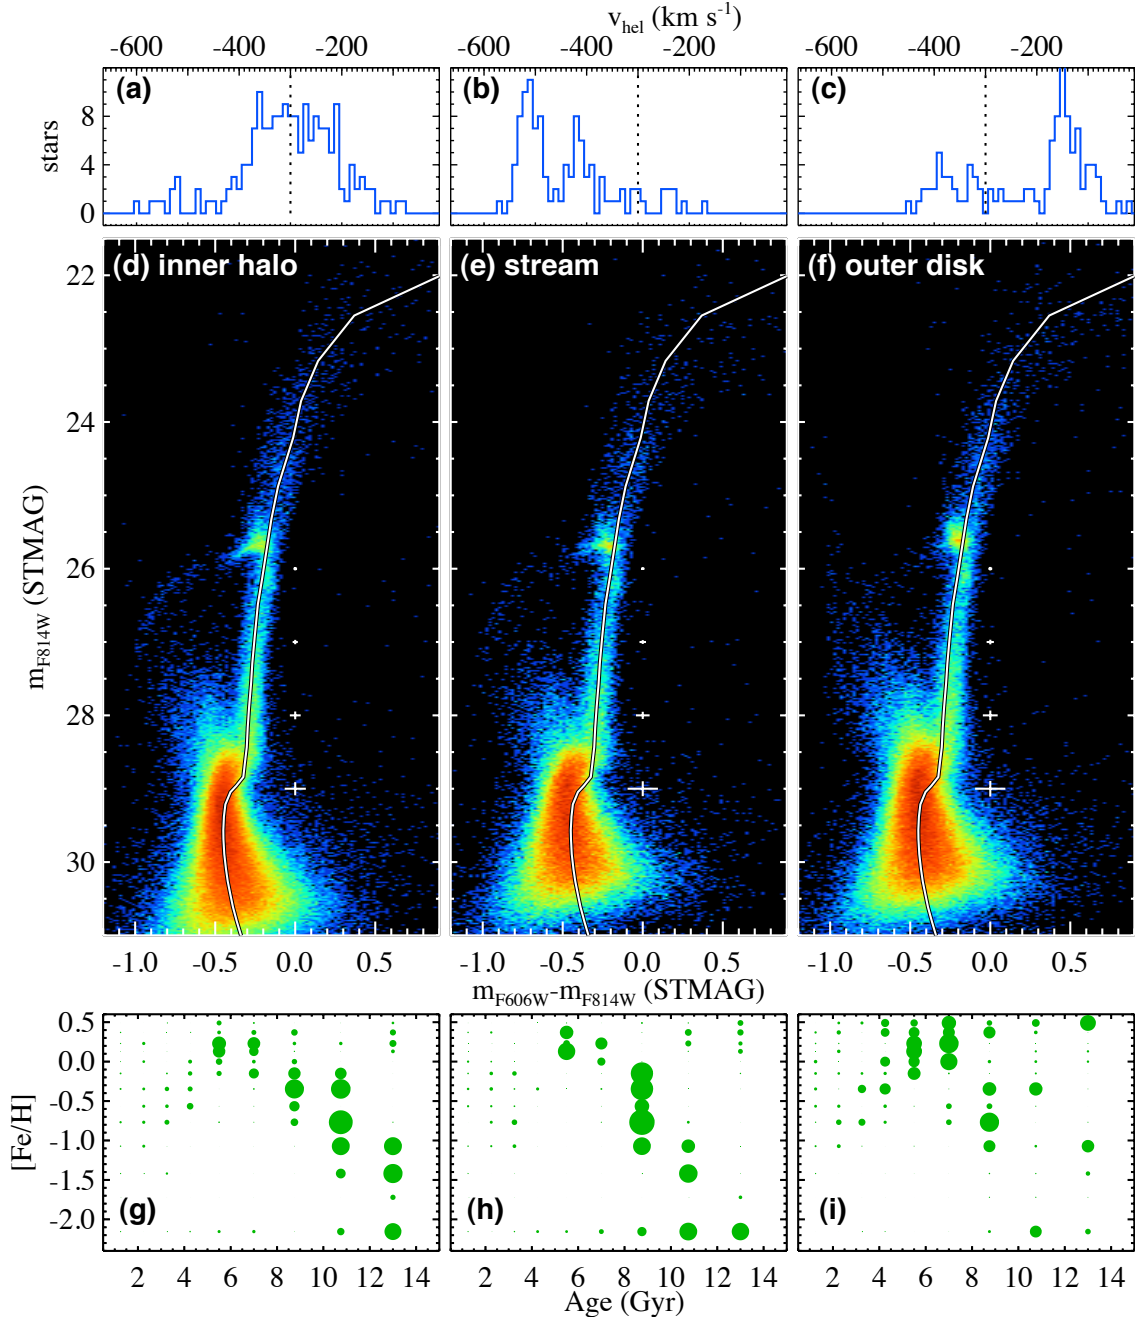 v_hel (km s⁻¹)
-600 -400 -200 -600 -400 -200 -600 -400 -200
(a) (b) (c)
8
4
0
stars
(d) inner halo (e) stream (f) outer disk
22
24
26
28
30
m_F814W (STMAG)
-1.0 -0.5 0.0 0.5 -1.0 -0.5 0.0 0.5 -1.0 -0.5 0.0 0.5
m_F606W-m_F814W (STMAG)
0.5
0.0
-0.5
-1.0
-1.5
-2.0
[Fe/H]
(g) (h) (i)
2 4 6 8 10 12 14 2 4 6 8 10 12 14 2 4 6 8 10 12 14
Age (Gyr)